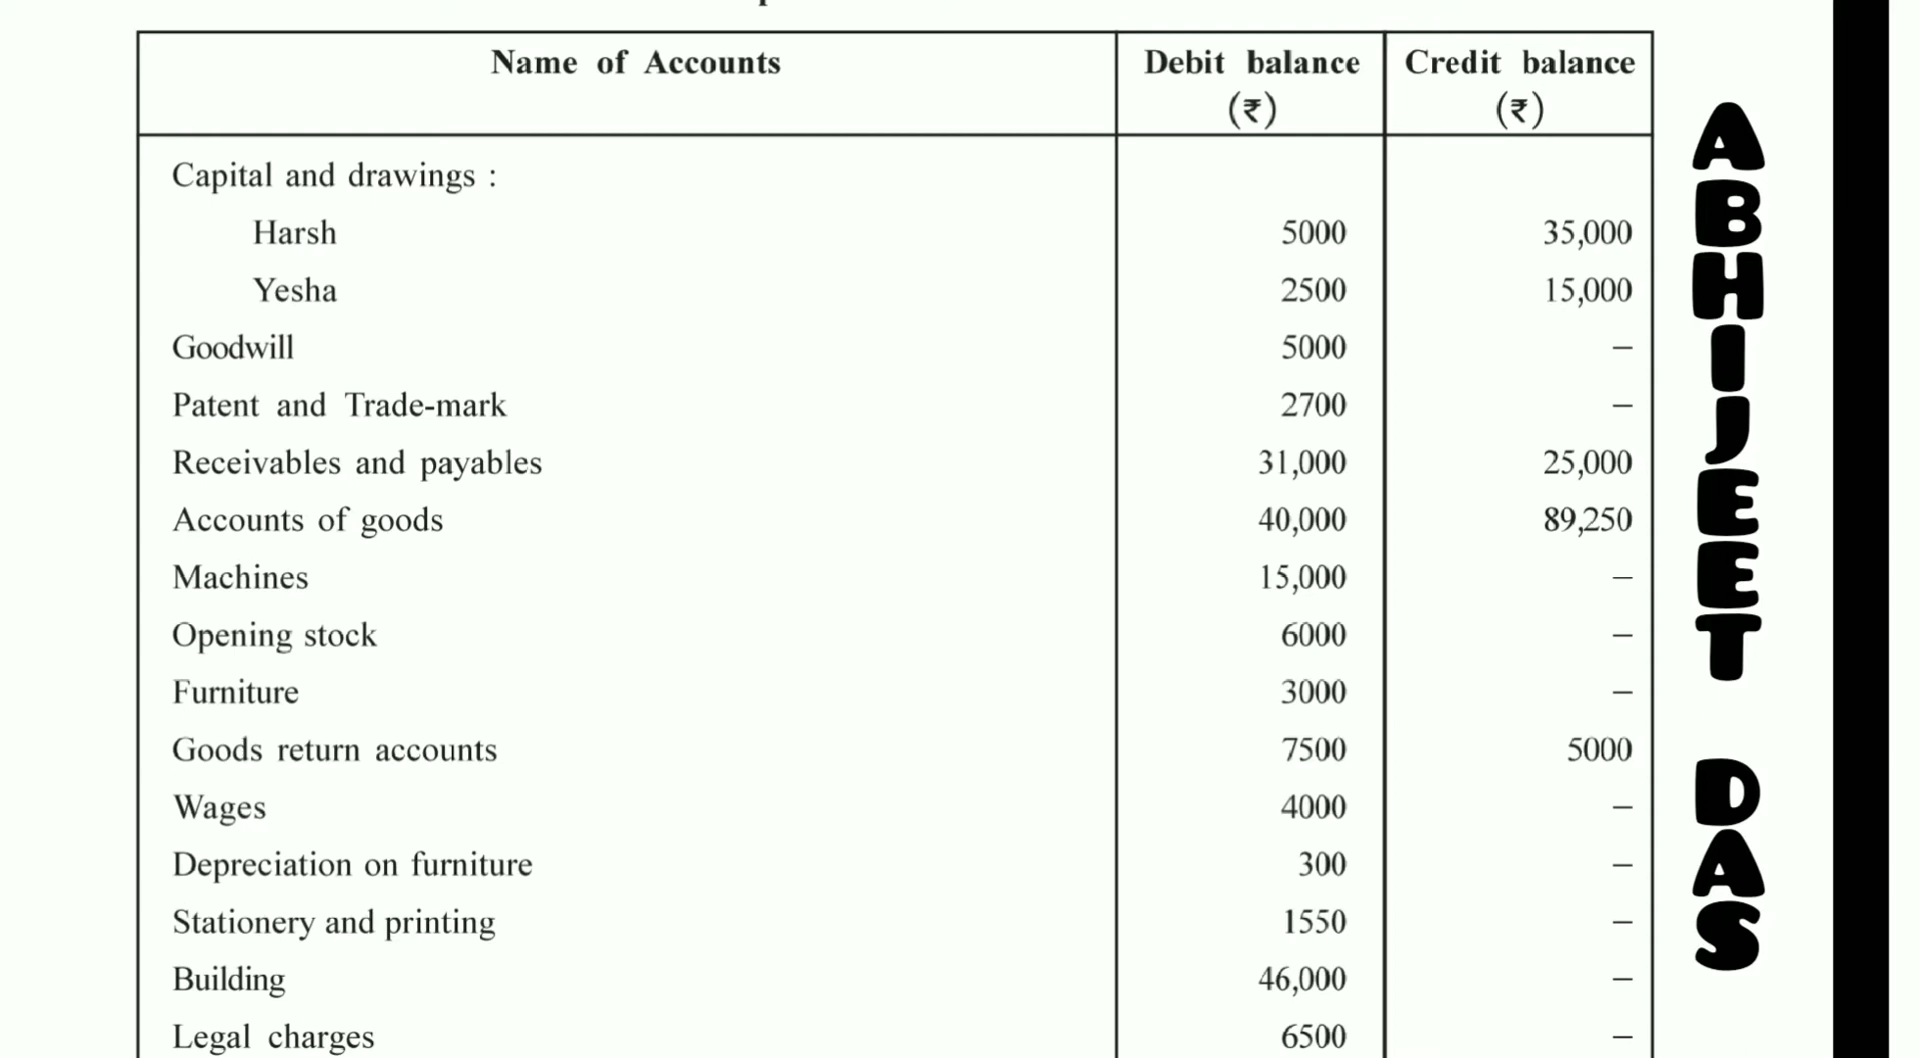 Name of Accounts Debit balance Credit balance
(₹) (₹)
Capital and drawings :
Harsh 5000 35,000
Yesha 2500 15,000
Goodwill 5000 –
Patent and Trade-mark 2700 –
Receivables and payables 31,000 25,000
Accounts of goods 40,000 89,250
Machines 15,000 –
Opening stock 6000 –
Furniture 3000 –
Goods return accounts 7500 5000
Wages 4000 –
Depreciation on furniture 300 –
Stationery and printing 1550 –
Building 46,000 –
Legal charges 6500 –
ABHIJEET DAS